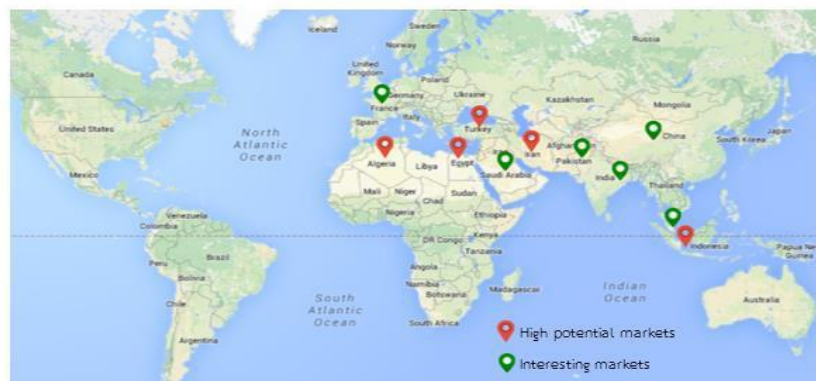 Iceland
Sweden
Norway
Russia
Canada
United
Kingdom
Poland
Germany
Ukraine
France
Kazakhstan
Mongolia
Italy
Spain
Turkey
United States
North
Atlantic
Ocean
China
South Korea
Japan
Iran
Algeria
Libya
Egypt
Pakistan
Saudi Arabia
India
Mexico
Mali
Niger
Sudan
Chad
Thailand
Nigeria
Ethiopia
Venezuela
Colombia
Kenya
DR Congo
Indonesia
Papua New
Guinea
Tanzania
Brazil
Peru
Angola
Bolivia
Namibia
Madagascar
Botswana
Indian
Ocean
Chile
South
Atlantic
Ocean
Australia
South Africa
Argentina
High potential markets
Interesting markets